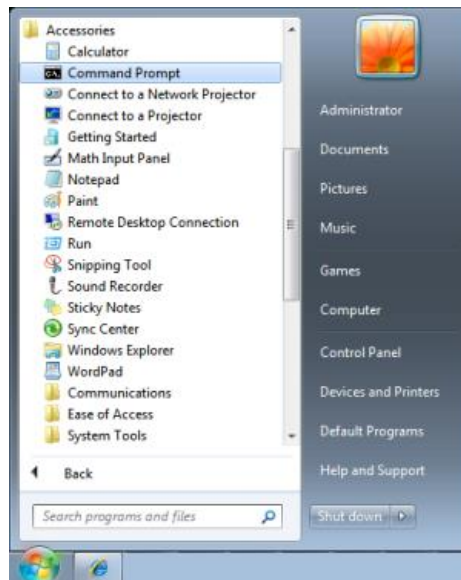 Accessories
Calculator
Command Prompt
Connect to a Network Projector
Connect to a Projector
Getting Started
Math Input Panel
Notepad
Paint
Remote Desktop Connection
Run
Snipping Tool
Sound Recorder
Sticky Notes
Sync Center
Windows Explorer
WordPad
Communications
Ease of Access
System Tools
Back
Search programs and files
Administrator
Documents
Pictures
Music
Games
Computer
Control Panel
Devices and Printers
Default Programs
Help and Support
Shut down